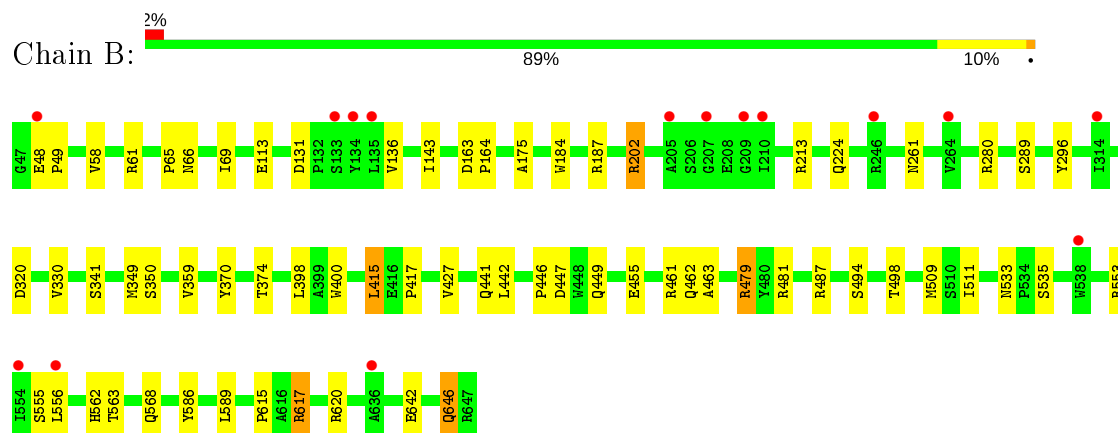 2%
Chain B:
89% 10% •
G47 E48 P49 V58 R61 P65 N66 I69 E113 D131 P132 S133 Y134 L135 V136 I143 D163 P164 A175 W184 R187 R202 A205 S206 G207 E208 G209 I210 R213 Q224 R246 N261 V264 R280 S289 Y296 I314
D320 V330 S341 M349 S350 V359 Y370 T374 L398 A399 W400 L415 E416 P417 V427 Q441 L442 P446 D447 W448 Q449 E455 R461 Q462 A463 R479 Y480 R481 R487 S494 T498 M509 S510 I511 N533 P534 S535 W538
I554 S555 L556 H562 T563 Q568 Y586 L589 P615 A616 R617 R620 A636 E642 Q646 R647